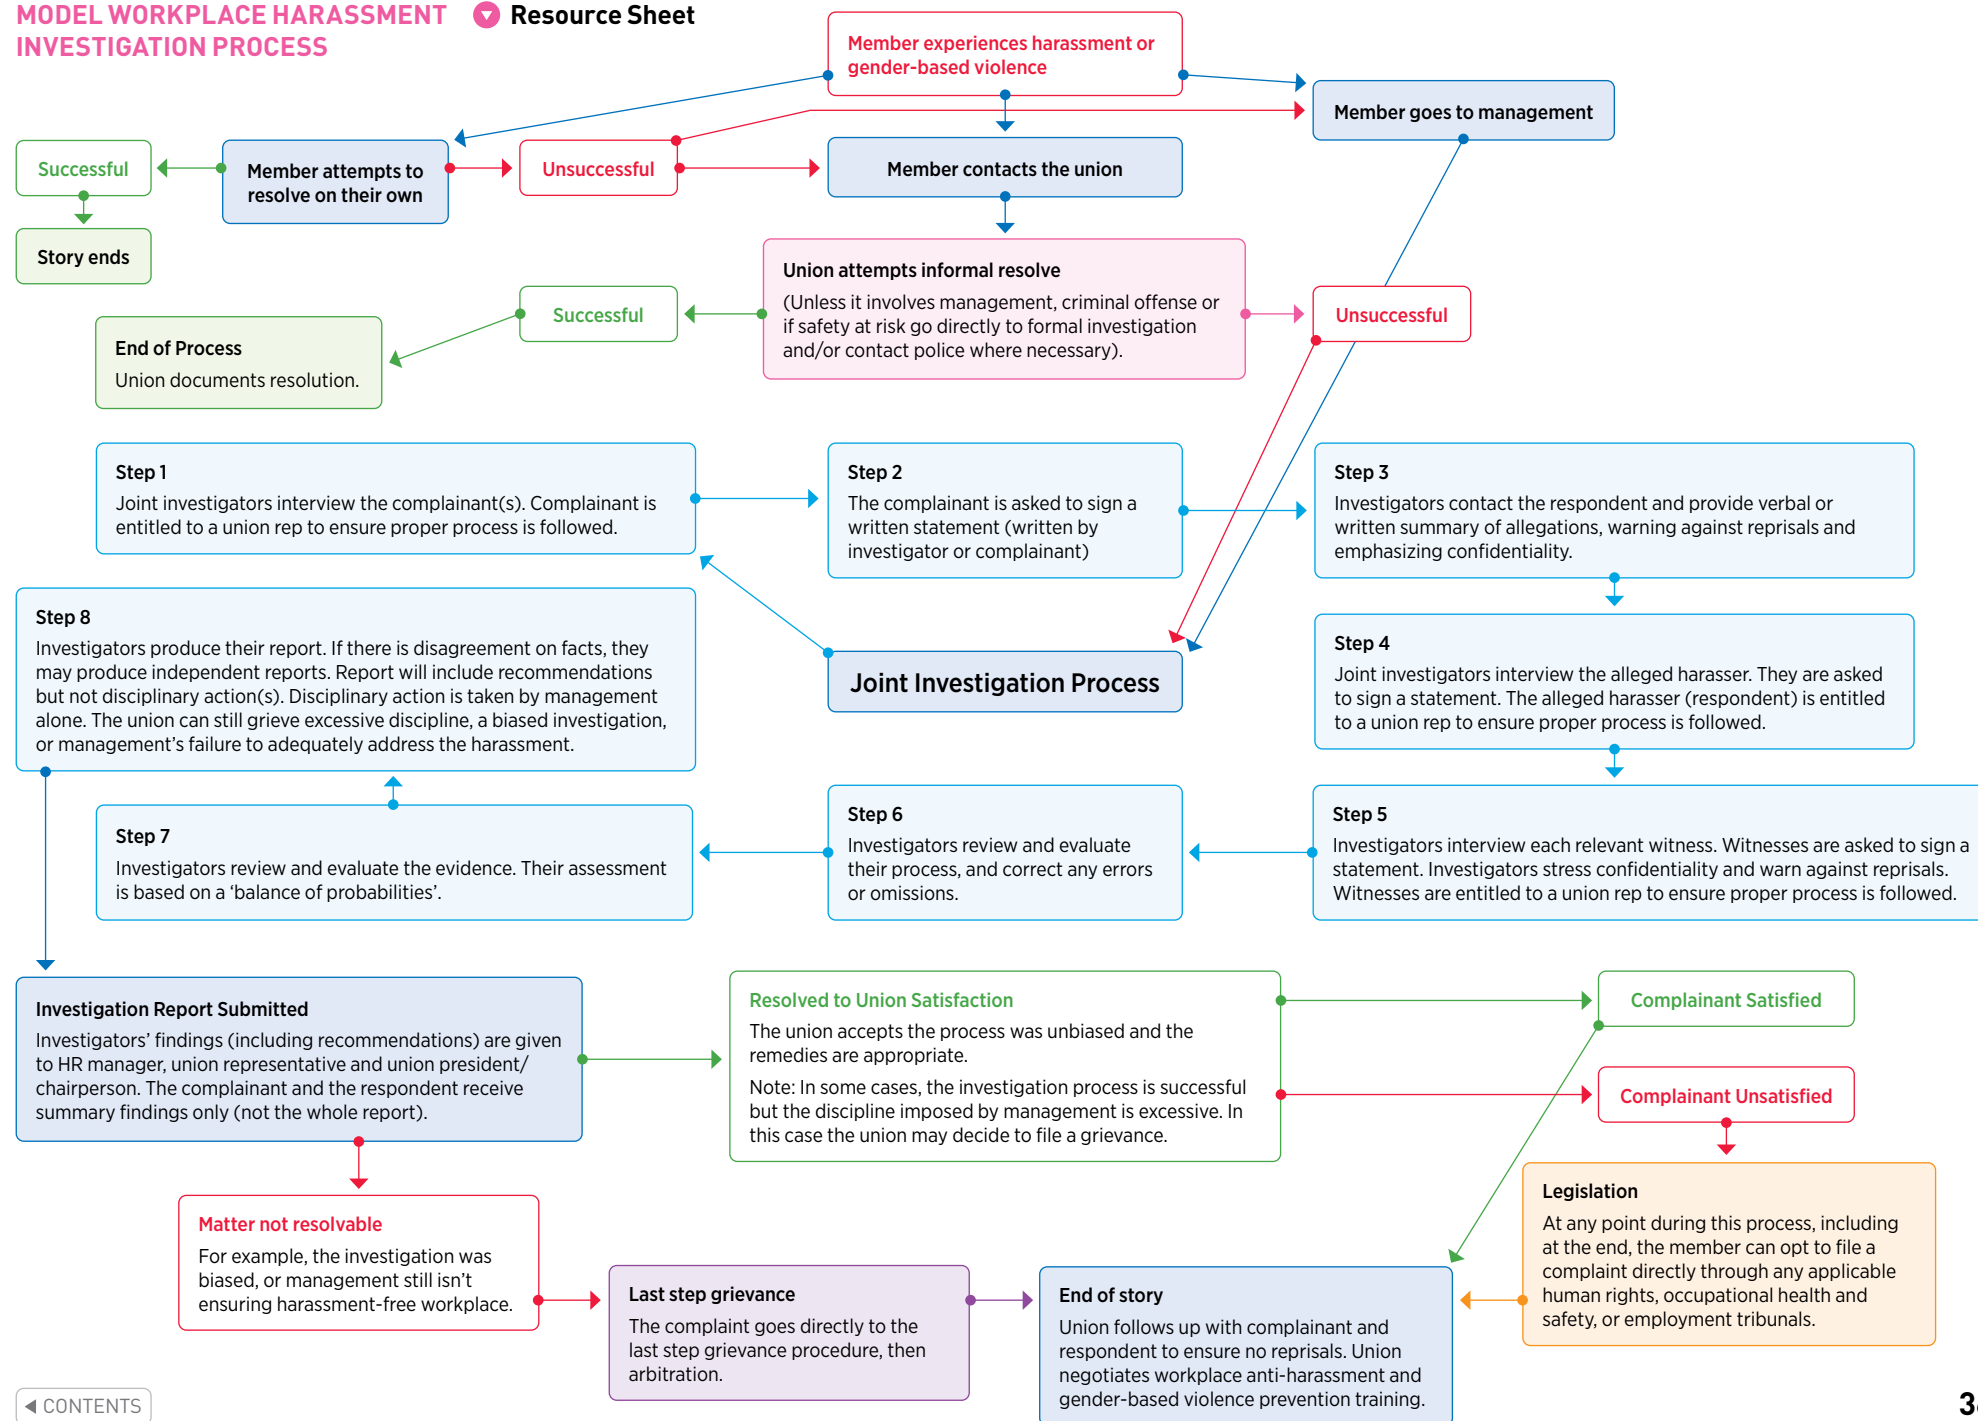 MODEL WORKPLACE HARASSMENT
INVESTIGATION PROCESS
Resource Sheet
Member experiences harassment or
gender-based violence
Member goes to management
Successful
Member attempts to
resolve on their own
Unsuccessful
Member contacts the union
Story ends
Union attempts informal resolve
(Unless it involves management, criminal offense or
if safety at risk go directly to formal investigation
and/or contact police where necessary).
Successful
Unsuccessful
End of Process
Union documents resolution.
Step 1
Joint investigators interview the complainant(s). Complainant is
entitled to a union rep to ensure proper process is followed.
Step 2
The complainant is asked to sign a
written statement (written by
investigator or complainant)
Step 3
Investigators contact the respondent and provide verbal or
written summary of allegations, warning against reprisals and
emphasizing confidentiality.
Step 8
Investigators produce their report. If there is disagreement on facts, they
may produce independent reports. Report will include recommendations
but not disciplinary action(s). Disciplinary action is taken by management
alone. The union can still grieve excessive discipline, a biased investigation,
or management's failure to adequately address the harassment.
Joint Investigation Process
Step 4
Joint investigators interview the alleged harasser. They are asked
to sign a statement. The alleged harasser (respondent) is entitled
to a union rep to ensure proper process is followed.
Step 7
Investigators review and evaluate the evidence. Their assessment
is based on a 'balance of probabilities'.
Step 6
Investigators review and evaluate
their process, and correct any errors
or omissions.
Step 5
Investigators interview each relevant witness. Witnesses are asked to sign a
statement. Investigators stress confidentiality and warn against reprisals.
Witnesses are entitled to a union rep to ensure proper process is followed.
Investigation Report Submitted
Investigators' findings (including recommendations) are given
to HR manager, union representative and union president/
chairperson. The complainant and the respondent receive
summary findings only (not the whole report).
Resolved to Union Satisfaction
The union accepts the process was unbiased and the
remedies are appropriate.
Note: In some cases, the investigation process is successful
but the discipline imposed by management is excessive. In
this case the union may decide to file a grievance.
Complainant Satisfied
Complainant Unsatisfied
Matter not resolvable
For example, the investigation was
biased, or management still isn't
ensuring harassment-free workplace.
Last step grievance
The complaint goes directly to the
last step grievance procedure, then
arbitration.
End of story
Union follows up with complainant and
respondent to ensure no reprisals. Union
negotiates workplace anti-harassment and
gender-based violence prevention training.
Legislation
At any point during this process, including
at the end, the member can opt to file a
complaint directly through any applicable
human rights, occupational health and
safety, or employment tribunals.
CONTENTS